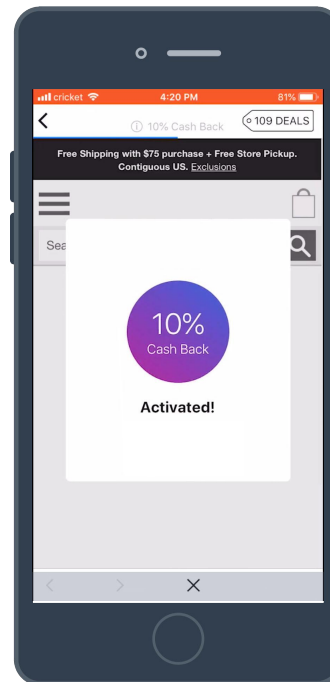 cricket 4:20 PM 81%
10% Cash Back
109 DEALS
Free Shipping with $75 purchase + Free Store Pickup.
Contiguous US. Exclusions
Sea
10%
Cash Back
Activated!